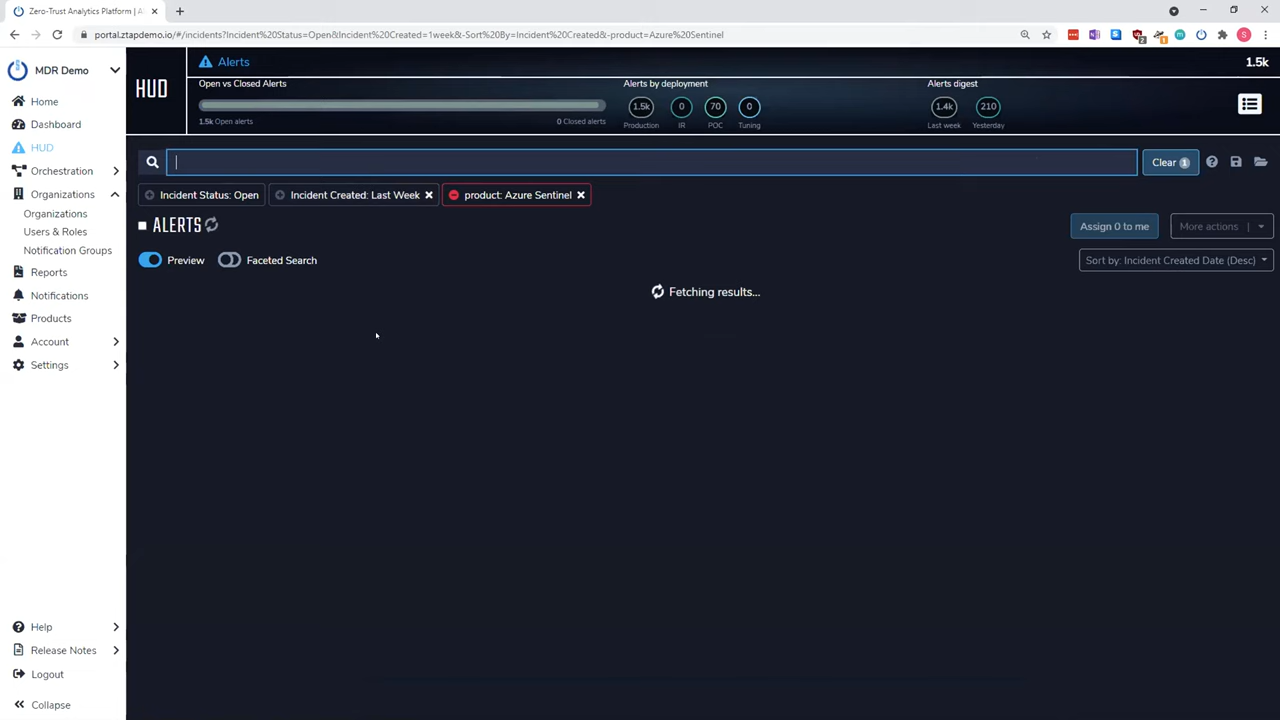 Zero-Trust Analytics Platform | A
portal.ztapdemo.io/#/incidents?Incident%20Status=Open&Incident%20Created=1week&-Sort%20By=Incident%20Created&-product=Azure%20Sentinel
MDR Demo
Home
Dashboard
HUD
Orchestration
Organizations
Organizations
Users & Roles
Notification Groups
Reports
Notifications
Products
Account
Settings
Help
Release Notes
Logout
Collapse
HUD
Alerts
1.5k
Open vs Closed Alerts
1.5k Open alerts
0 Closed alerts
Alerts by deployment
1.5k
0
70
0
Production
IR
POC
Tuning
Alerts digest
1.4k
210
Last week
Yesterday
Clear 1
Incident Status: Open
Incident Created: Last Week
product: Azure Sentinel
ALERTS
Assign 0 to me
More actions
Preview
Faceted Search
Sort by: Incident Created Date (Desc)
Fetching results...